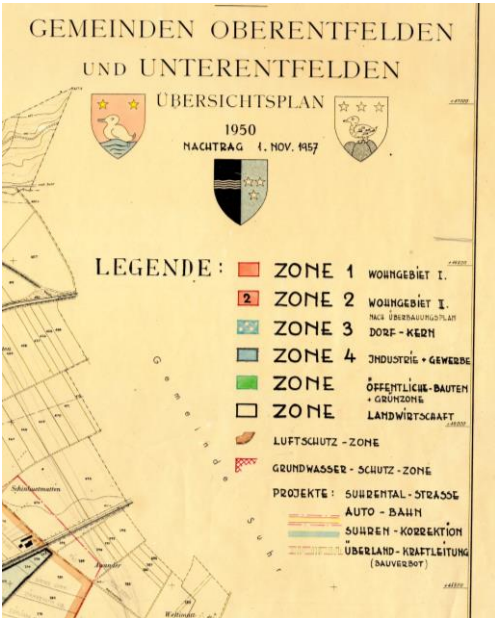 GEMEINDEN OBERENTFELDEN
UND UNTERENTFELDEN
ÜBERSICHTSPLAN
1950
NACHTRAG 1. NOV. 1957
LEGENDE:
ZONE 1 WOHNGEBIET I.
2 ZONE 2 WOHNGEBIET II.
NACH ÜBERBAUUNGSPLAN
ZONE 3 DORF-KERN
ZONE 4 INDUSTRIE + GEWERBE
ZONE ÖFFENTLICHE-BAUTEN
+ GRÜNZONE
ZONE LANDWIRTSCHAFT
LUFTSCHUTZ-ZONE
GRUNDWASSER-SCHUTZ-ZONE
PROJEKTE: SUHRENTAL-STRASSE
AUTO-BAHN
SUHREN-KORREKTION
ÜBERLAND-KRAFTLEITUNG
(BAUVERBOT)
Gemeinde Suhr